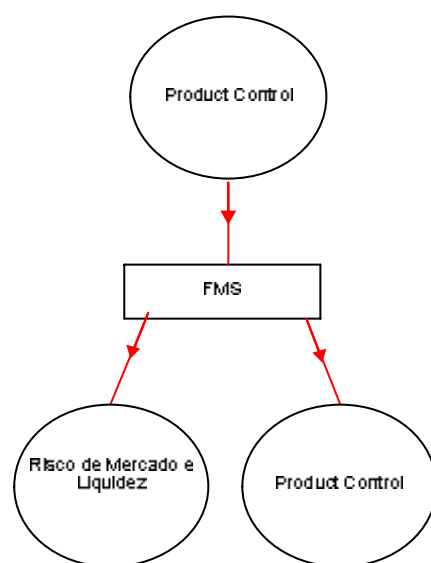 Product Control
FMS
Risco de Mercado e
Liquidez
Product Control